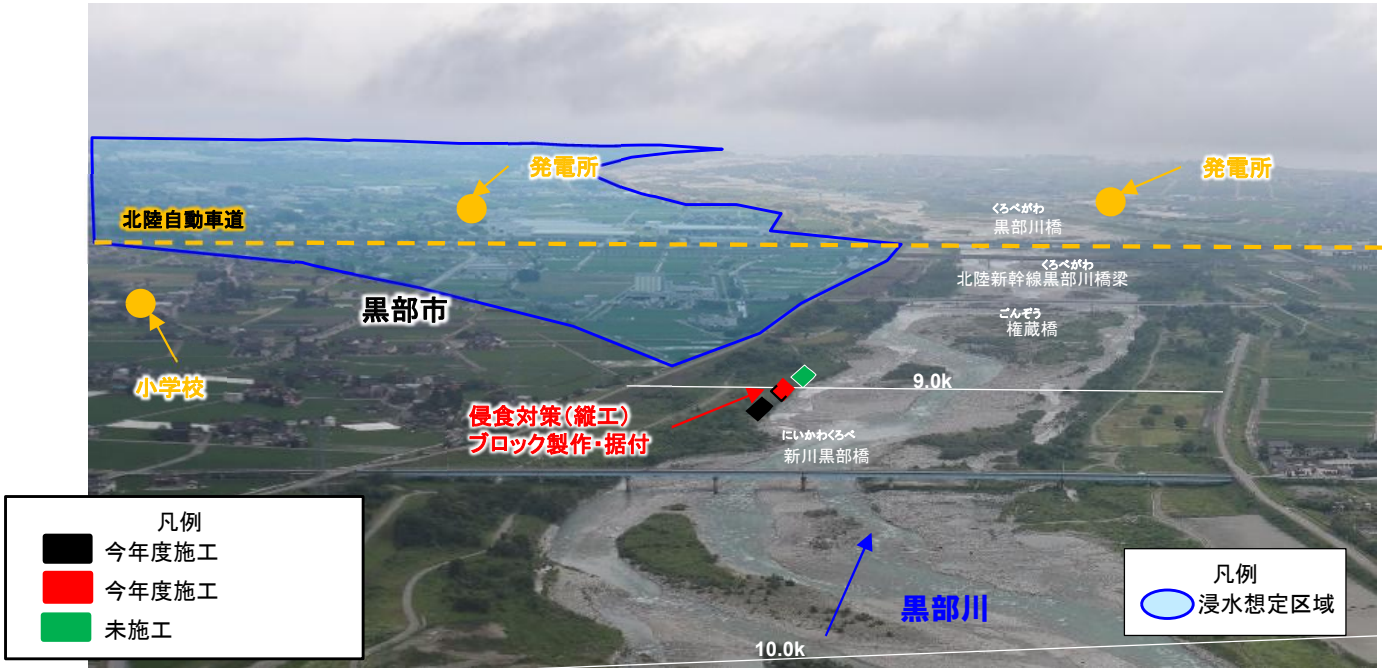 発電所
発電所
北陸自動車道
くろべがわ
黒部川橋
くろべがわ
北陸新幹線黒部川橋梁
ごんぞう
権蔵橋
黒部市
小学校
9.0k
侵食対策(縦工)
ブロック製作・据付
にいかわくろべ
新川黒部橋
凡例
今年度施工
今年度施工
未施工
凡例
浸水想定区域
黒部川
10.0k